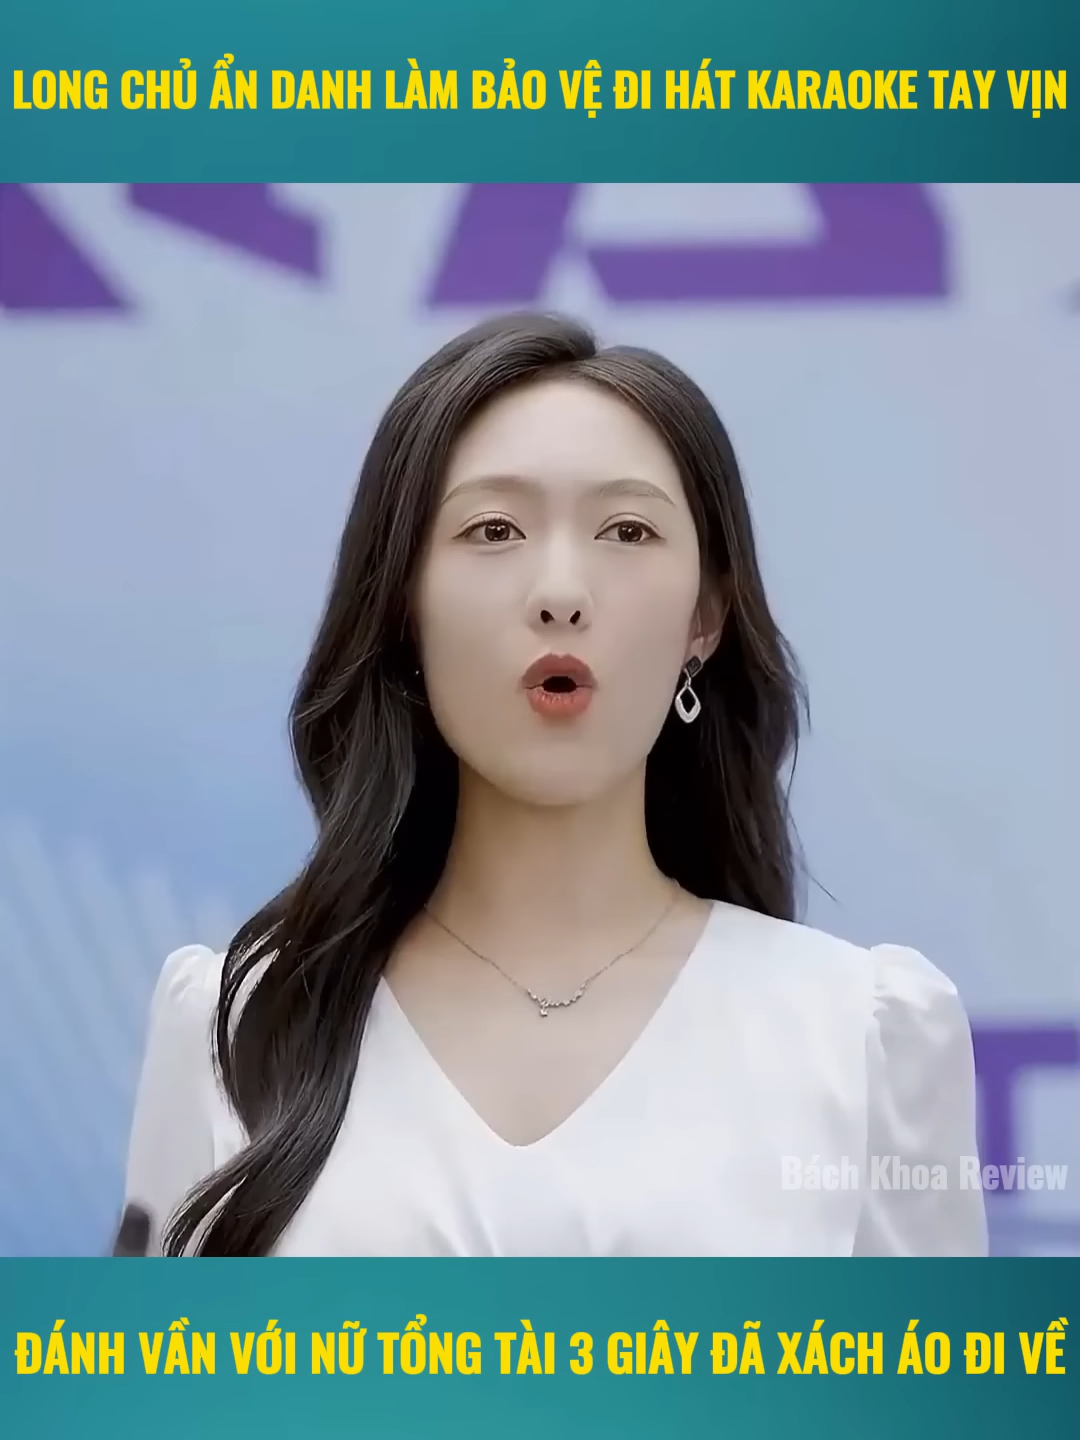 LONG CHỦ ẨN DANH LÀM BẢO VỆ ĐI HÁT KARAOKE TAY VỊN
Bách Khoa Review
ĐÁNH VẦN VỚI NỮ TỔNG TÀI 3 GIÂY ĐÃ XÁCH ÁO ĐI VỀ